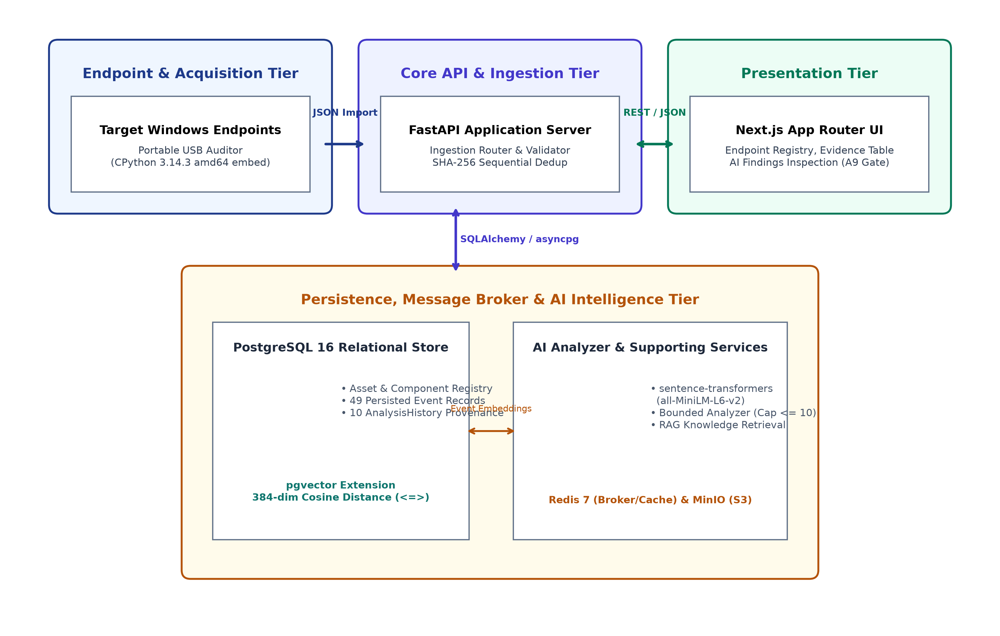 Endpoint & Acquisition Tier
Target Windows Endpoints
Portable USB Auditor
(CPython 3.14.3 amd64 embed)
JSON Import
Core API & Ingestion Tier
FastAPI Application Server
Ingestion Router & Validator
SHA-256 Sequential Dedup
REST / JSON
Presentation Tier
Next.js App Router UI
Endpoint Registry, Evidence Table
AI Findings Inspection (A9 Gate)
SQLAlchemy / asyncpg
Persistence, Message Broker & AI Intelligence Tier
PostgreSQL 16 Relational Store
• Asset & Component Registry
• 49 Persisted Event Records
• 10 AnalysisHistory Provenance
pgvector Extension
384-dim Cosine Distance (<=>)
Event Embeddings
AI Analyzer & Supporting Services
• sentence-transformers
(all-MiniLM-L6-v2)
• Bounded Analyzer (Cap <= 10)
• RAG Knowledge Retrieval
Redis 7 (Broker/Cache) & MinIO (S3)